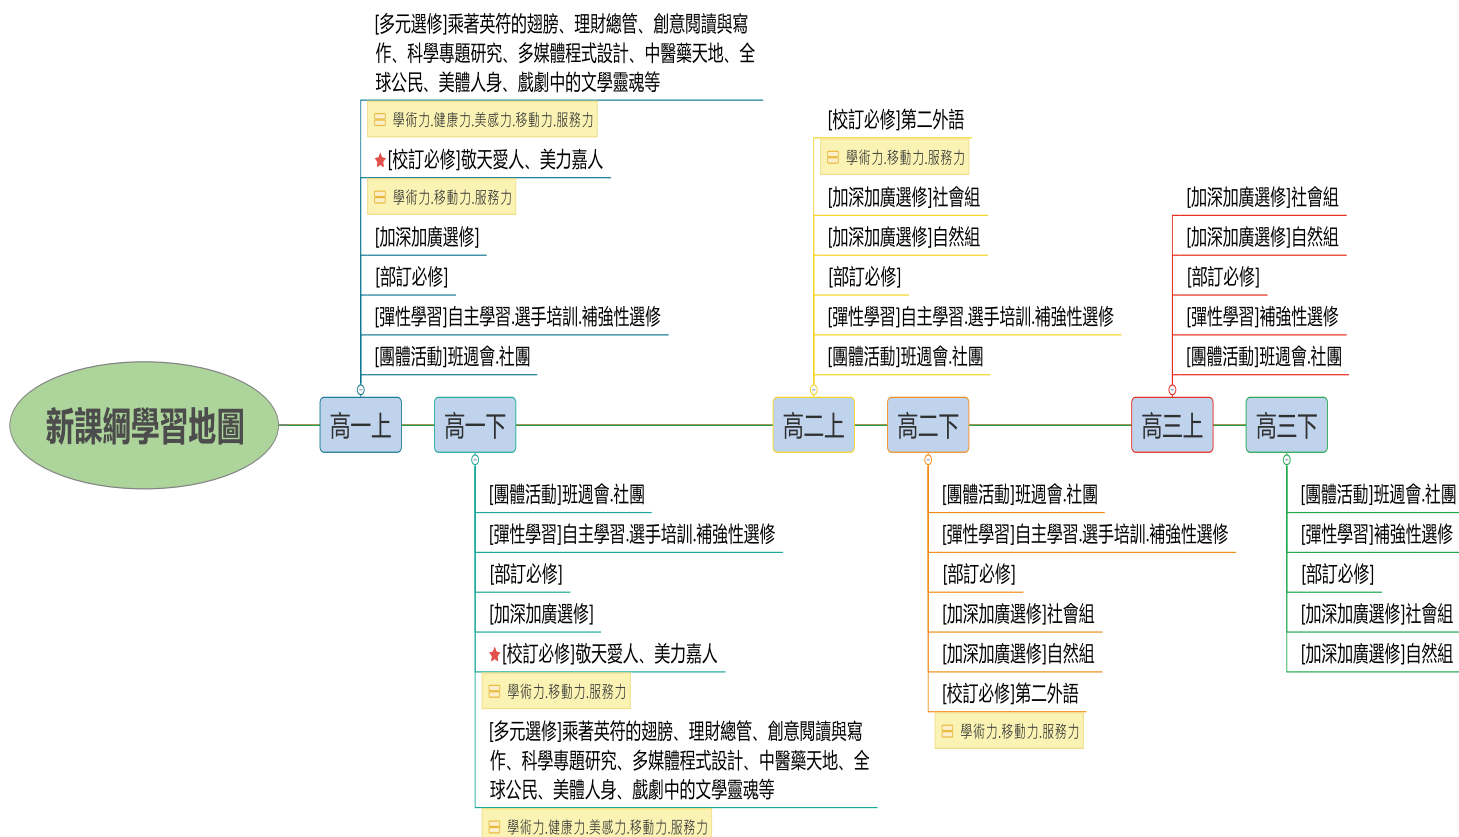 [多元選修]乘著英符的翅膀、理財總管、創意閱讀與寫
作、科學專題研究、多媒體程式設計、中醫藥天地、全
球公民、美體人身、戲劇中的文學靈魂等
學術力.健康力.美感力.移動力.服務力
[校訂必修]敬天愛人、美力嘉人
學術力.移動力.服務力
[加深加廣選修]
[部訂必修]
[彈性學習]自主學習.選手培訓.補強性選修
[團體活動]班週會.社團
[校訂必修]第二外語
學術力.移動力.服務力
[加深加廣選修]社會組
[加深加廣選修]自然組
[部訂必修]
[彈性學習]自主學習.選手培訓.補強性選修
[團體活動]班週會.社團
[加深加廣選修]社會組
[加深加廣選修]自然組
[部訂必修]
[彈性學習]補強性選修
[團體活動]班週會.社團
新課綱學習地圖
高一上
高一下
高二上
高二下
高三上
高三下
[團體活動]班週會.社團
[彈性學習]自主學習.選手培訓.補強性選修
[部訂必修]
[加深加廣選修]
[校訂必修]敬天愛人、美力嘉人
學術力.移動力.服務力
[多元選修]乘著英符的翅膀、理財總管、創意閱讀與寫
作、科學專題研究、多媒體程式設計、中醫藥天地、全
球公民、美體人身、戲劇中的文學靈魂等
學術力.健康力.美感力.移動力.服務力
[團體活動]班週會.社團
[彈性學習]自主學習.選手培訓.補強性選修
[部訂必修]
[加深加廣選修]社會組
[加深加廣選修]自然組
[校訂必修]第二外語
學術力.移動力.服務力
[團體活動]班週會.社團
[彈性學習]補強性選修
[部訂必修]
[加深加廣選修]社會組
[加深加廣選修]自然組